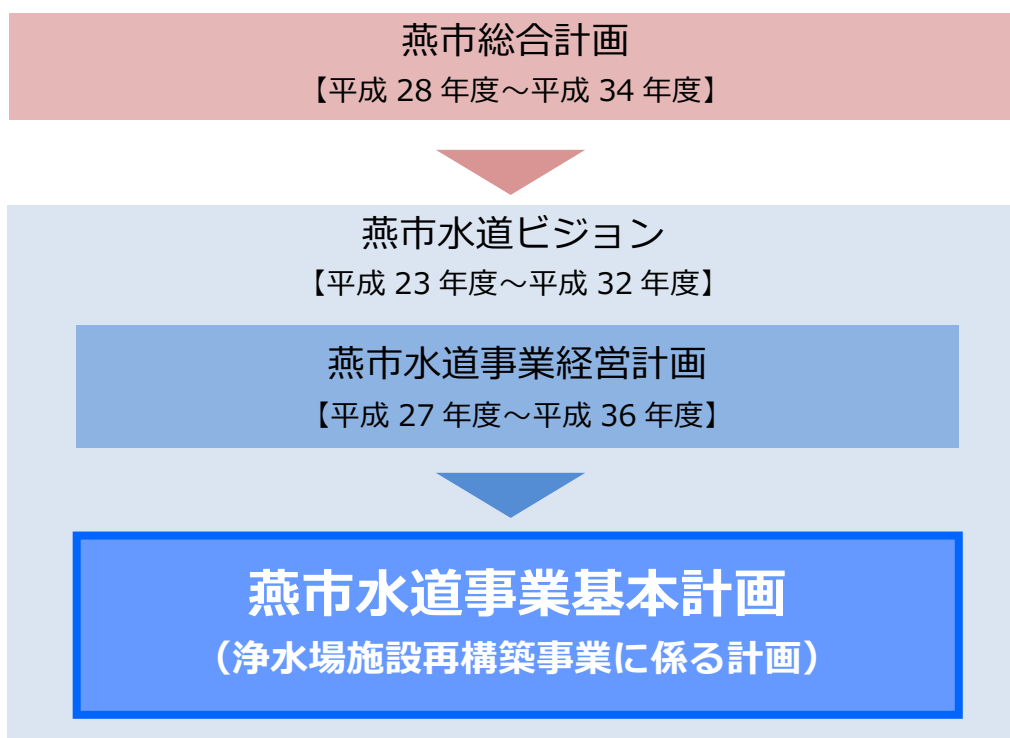 燕市総合計画
【平成 28 年度～平成 34 年度】
燕市水道ビジョン
【平成 23 年度～平成 32 年度】
燕市水道事業経営計画
【平成 27 年度～平成 36 年度】
燕市水道事業基本計画
（浄水場施設再構築事業に係る計画）